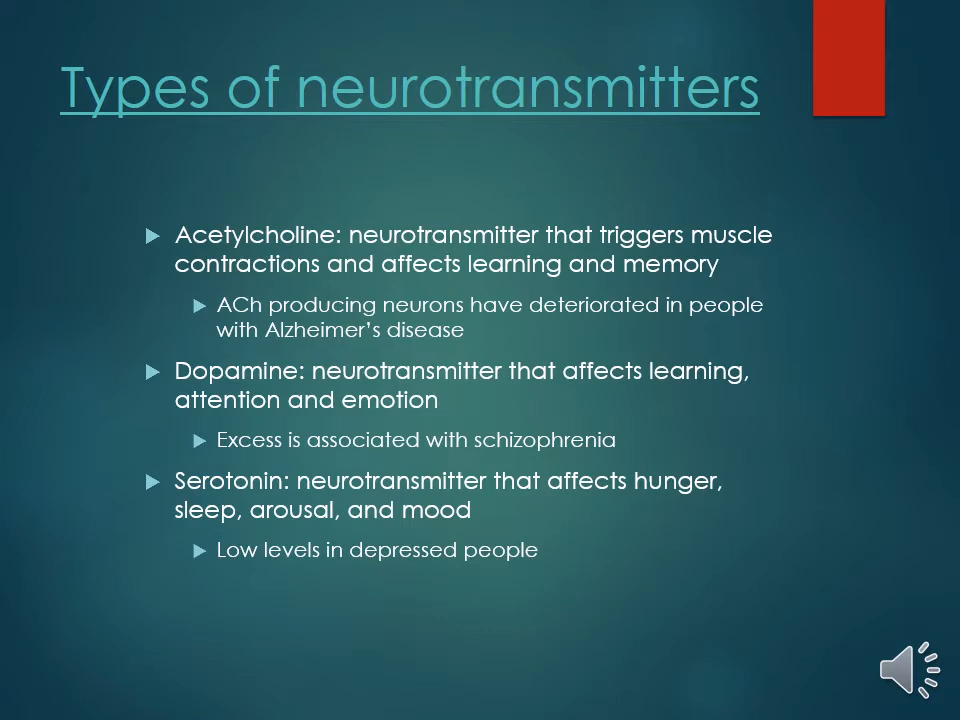 Types of neurotransmitters
Acetylcholine: neurotransmitter that triggers muscle
contractions and affects learning and memory
ACh producing neurons have deteriorated in people
with Alzheimer’s disease
Dopamine: neurotransmitter that affects learning,
attention and emotion
Excess is associated with schizophrenia
Serotonin: neurotransmitter that affects hunger,
sleep, arousal, and mood
Low levels in depressed people